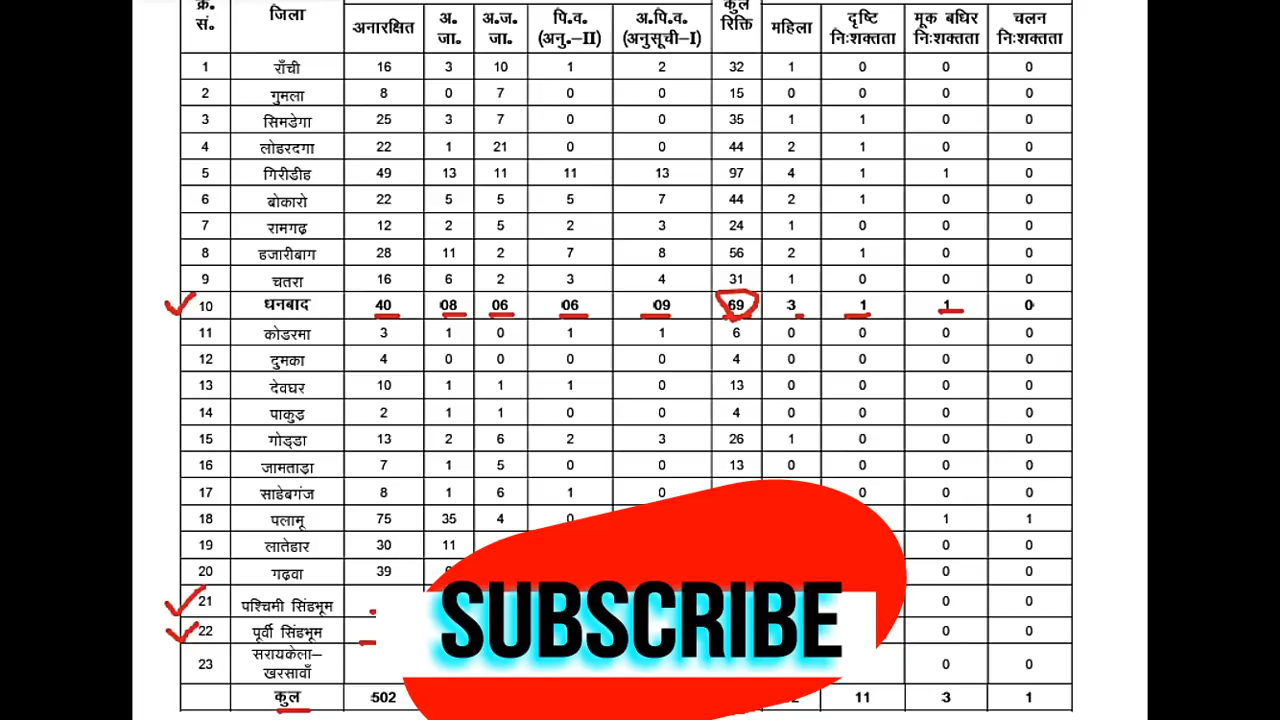 क्र. सं. जिला अनारक्षित अ. जा. अ.ज. जा. पि.व. (अनु.–II) अ.पि.व. (अनुसूची–I) कुल रिक्ति महिला दृष्टि निःशक्तता मूक बधिर निःशक्तता चलन निःशक्तता
1 राँची 16 3 10 1 2 32 1 0 0 0
2 गुमला 8 0 7 0 0 15 0 0 0 0
3 सिमडेगा 25 3 7 0 0 35 1 1 0 0
4 लोहरदगा 22 1 21 0 0 44 2 1 0 0
5 गिरीडीह 49 13 11 11 13 97 4 1 1 0
6 बोकारो 22 5 5 5 7 44 2 1 0 0
7 रामगढ़ 12 2 5 2 3 24 1 0 0 0
8 हजारीबाग 28 11 2 7 8 56 2 1 0 0
9 चतरा 16 6 2 3 4 31 1 0 0 0
10 धनबाद 40 08 06 06 09 69 3 1 1 0
11 कोडरमा 3 1 0 1 1 6 0 0 0 0
12 दुमका 4 0 0 0 0 4 0 0 0 0
13 देवघर 10 1 1 1 0 13 0 0 0 0
14 पाकुड़ 2 1 1 0 0 4 0 0 0 0
15 गोड्डा 13 2 6 2 3 26 1 0 0 0
16 जामताड़ा 7 1 5 0 0 13 0 0 0 0
17 साहेबगंज 8 1 6 1 0 0 0
18 पलामू 75 35 4 1 1
19 लातेहार 30 11 0 0
20 गढ़वा 39 0 0
21 पश्चिमी सिंहभूम 0 0
22 पूर्वी सिंहभूम 0 0
23 सरायकेला–खरसावाँ 0 0
कुल 502 11 3 1
SUBSCRIBE